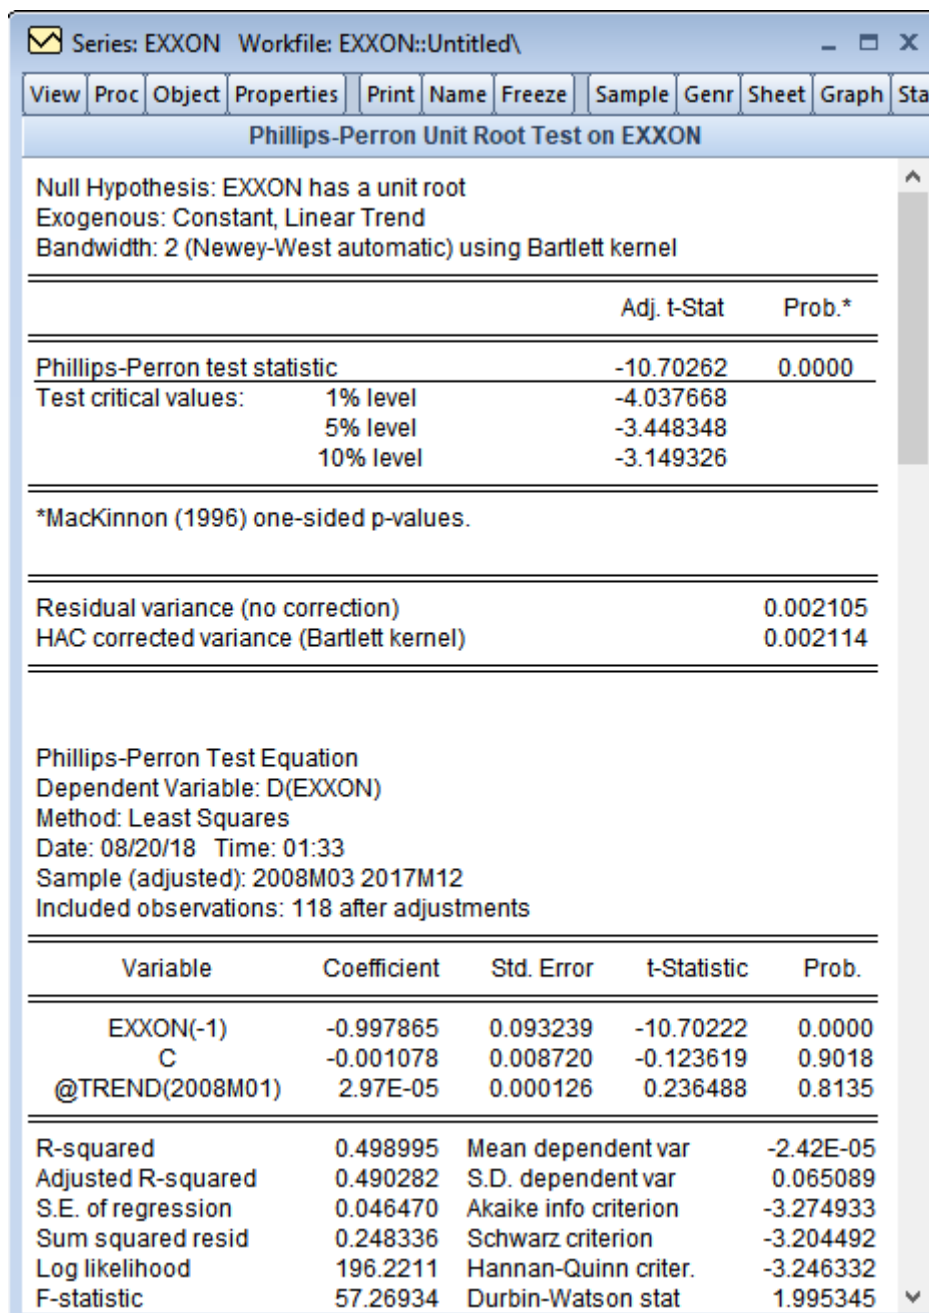 Series: EXXON Workfile: EXXON::Untitled\
View Proc Object Properties Print Name Freeze Sample Genr Sheet Graph Sta
Phillips-Perron Unit Root Test on EXXON
Null Hypothesis: EXXON has a unit root
Exogenous: Constant, Linear Trend
Bandwidth: 2 (Newey-West automatic) using Bartlett kernel
Adj. t-Stat Prob.*
Phillips-Perron test statistic -10.70262 0.0000
Test critical values: 1% level -4.037668
5% level -3.448348
10% level -3.149326
*MacKinnon (1996) one-sided p-values.
Residual variance (no correction) 0.002105
HAC corrected variance (Bartlett kernel) 0.002114
Phillips-Perron Test Equation
Dependent Variable: D(EXXON)
Method: Least Squares
Date: 08/20/18 Time: 01:33
Sample (adjusted): 2008M03 2017M12
Included observations: 118 after adjustments
Variable Coefficient Std. Error t-Statistic Prob.
EXXON(-1) -0.997865 0.093239 -10.70222 0.0000
C -0.001078 0.008720 -0.123619 0.9018
@TREND(2008M01) 2.97E-05 0.000126 0.236488 0.8135
R-squared 0.498995 Mean dependent var -2.42E-05
Adjusted R-squared 0.490282 S.D. dependent var 0.065089
S.E. of regression 0.046470 Akaike info criterion -3.274933
Sum squared resid 0.248336 Schwarz criterion -3.204492
Log likelihood 196.2211 Hannan-Quinn criter. -3.246332
F-statistic 57.26934 Durbin-Watson stat 1.995345